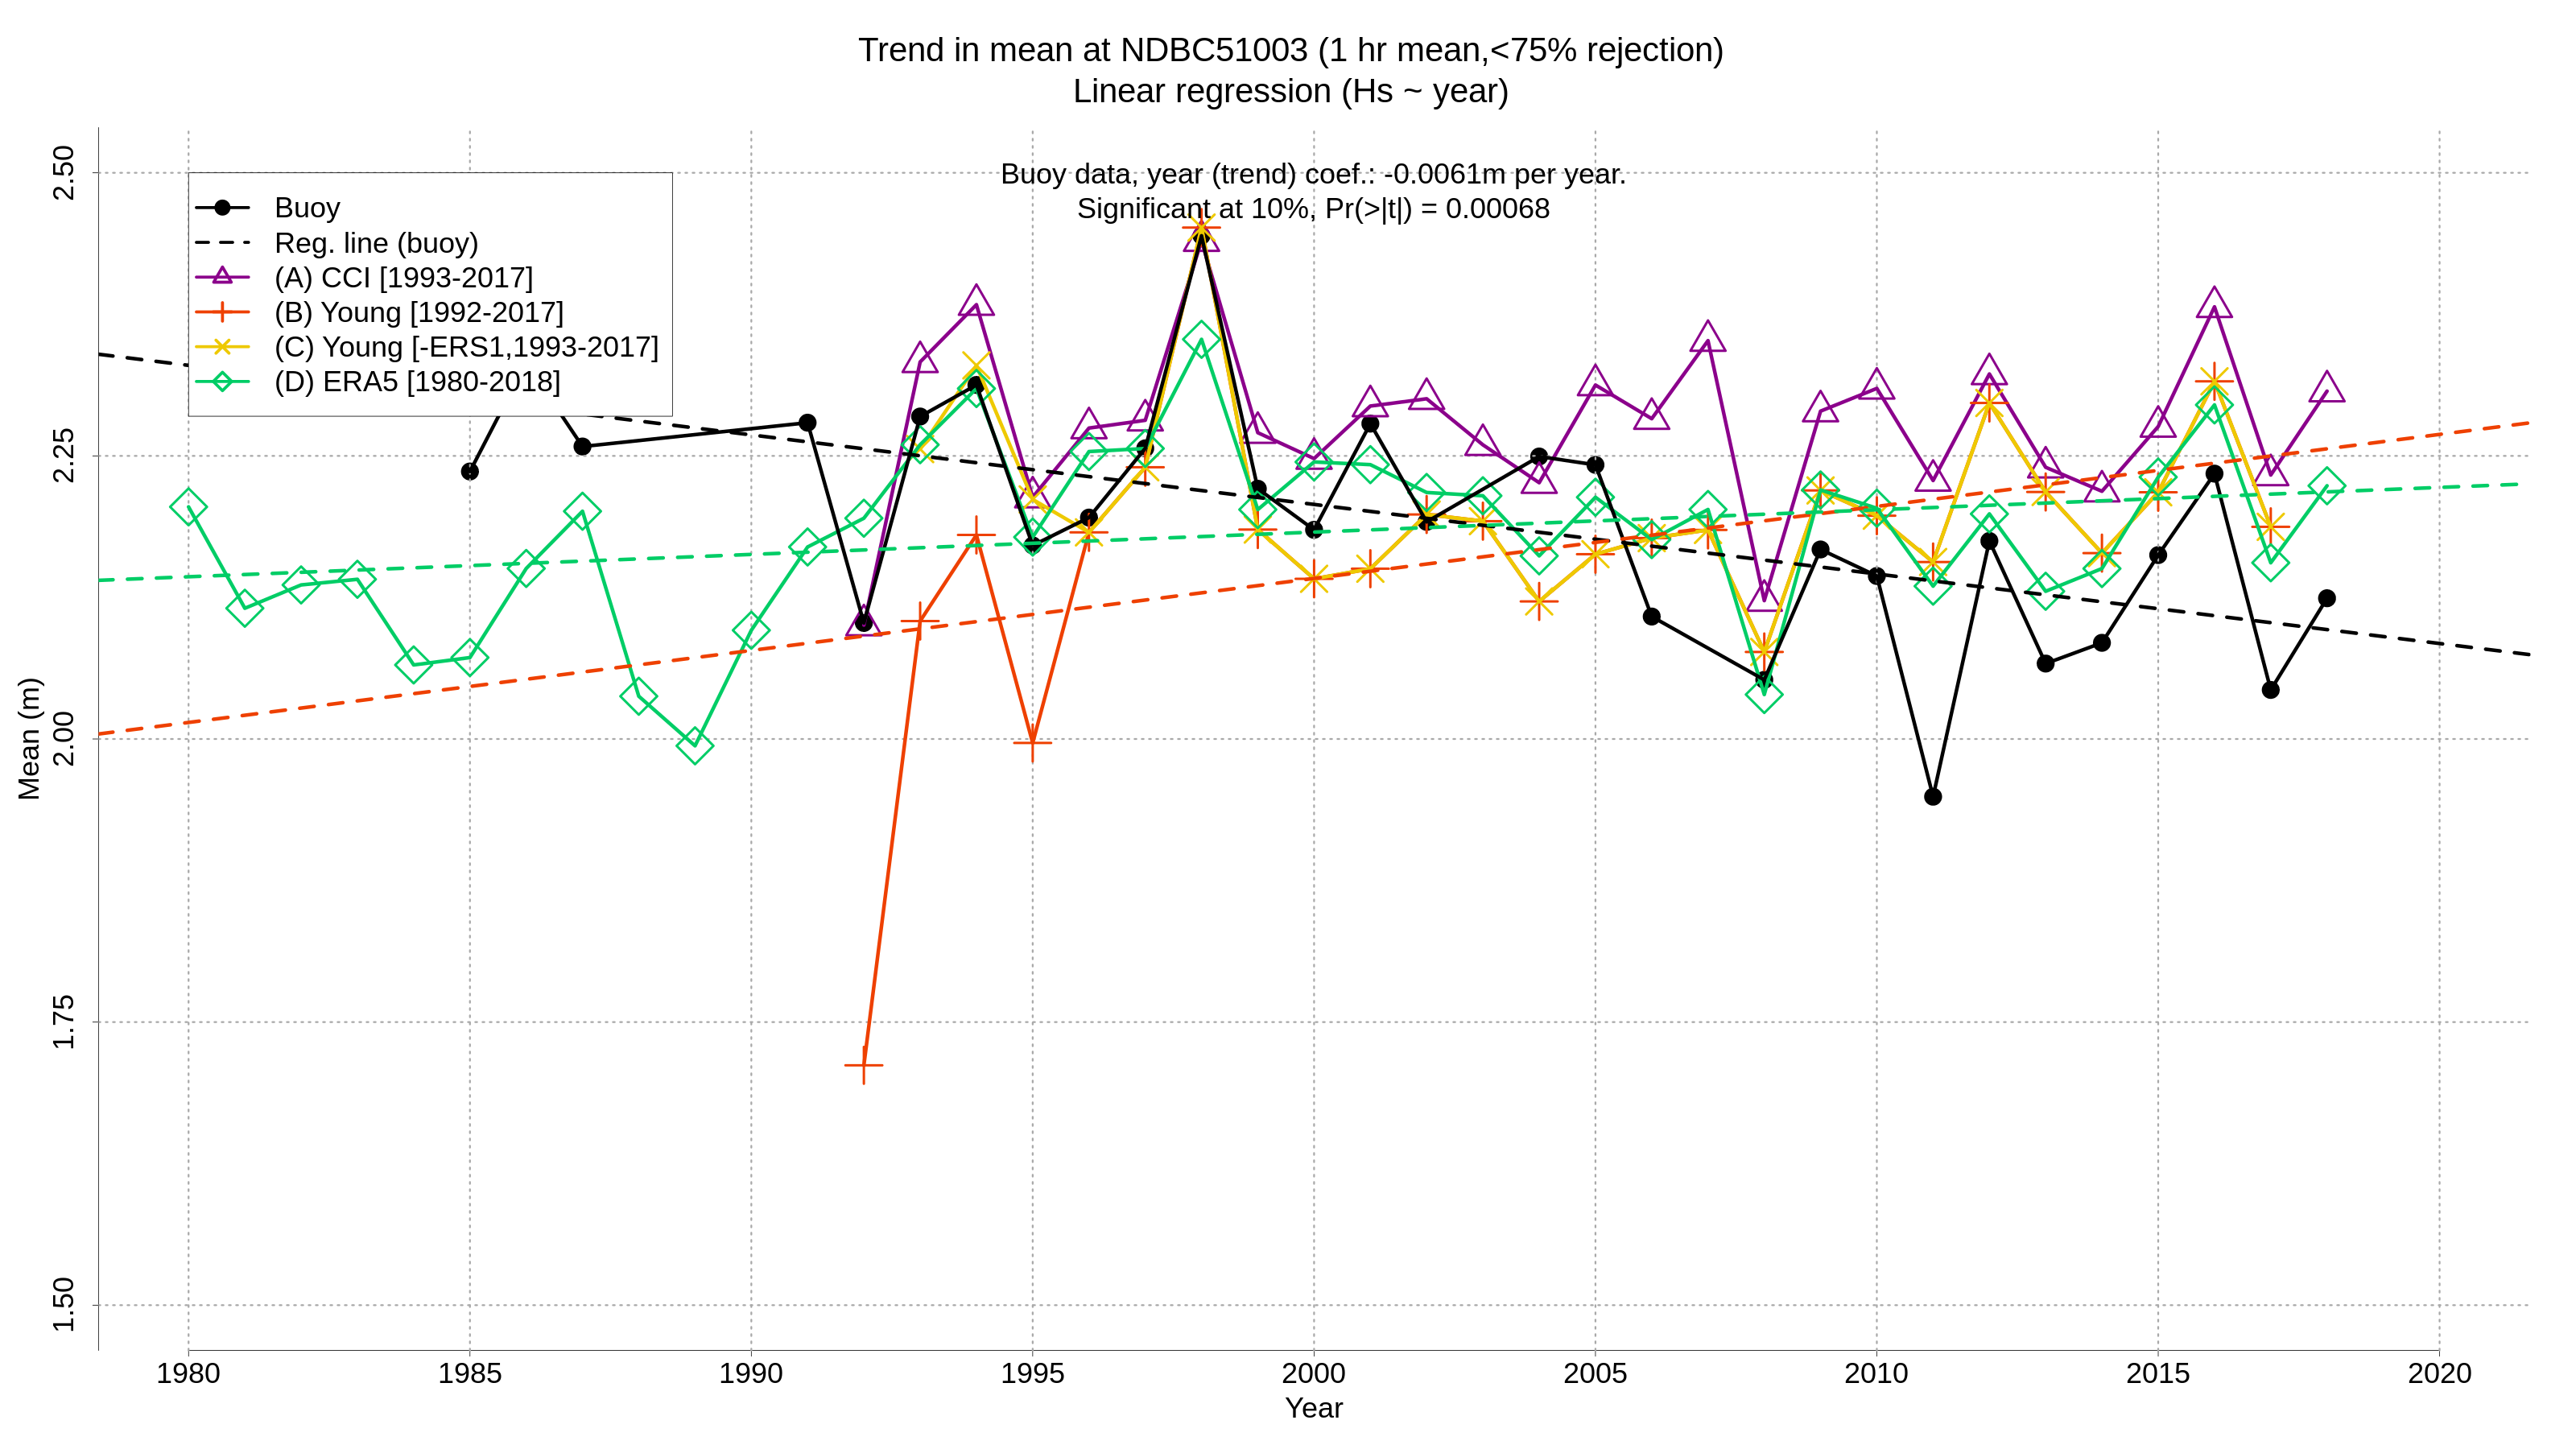 Trend in mean at NDBC51003 (1 hr mean,<75% rejection)
Linear regression (Hs ~ year)
Buoy data, year (trend) coef.: -0.0061m per year.
Significant at 10%, Pr(>|t|) = 0.00068
Buoy
Reg. line (buoy)
(A) CCI [1993-2017]
(B) Young [1992-2017]
(C) Young [-ERS1,1993-2017]
(D) ERA5 [1980-2018]
Mean (m)
2.50
2.25
2.00
1.75
1.50
1980 1985 1990 1995 2000 2005 2010 2015 2020
Year